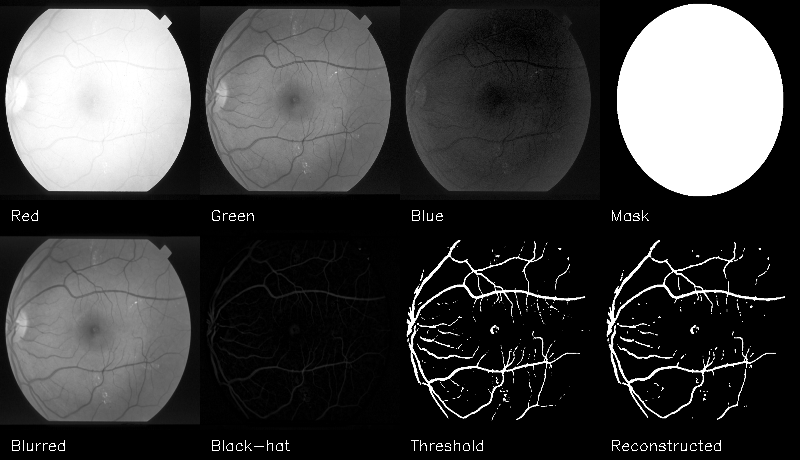 Red
Green
Blue
Mask
Blurred
Black-hat
Threshold
Reconstructed